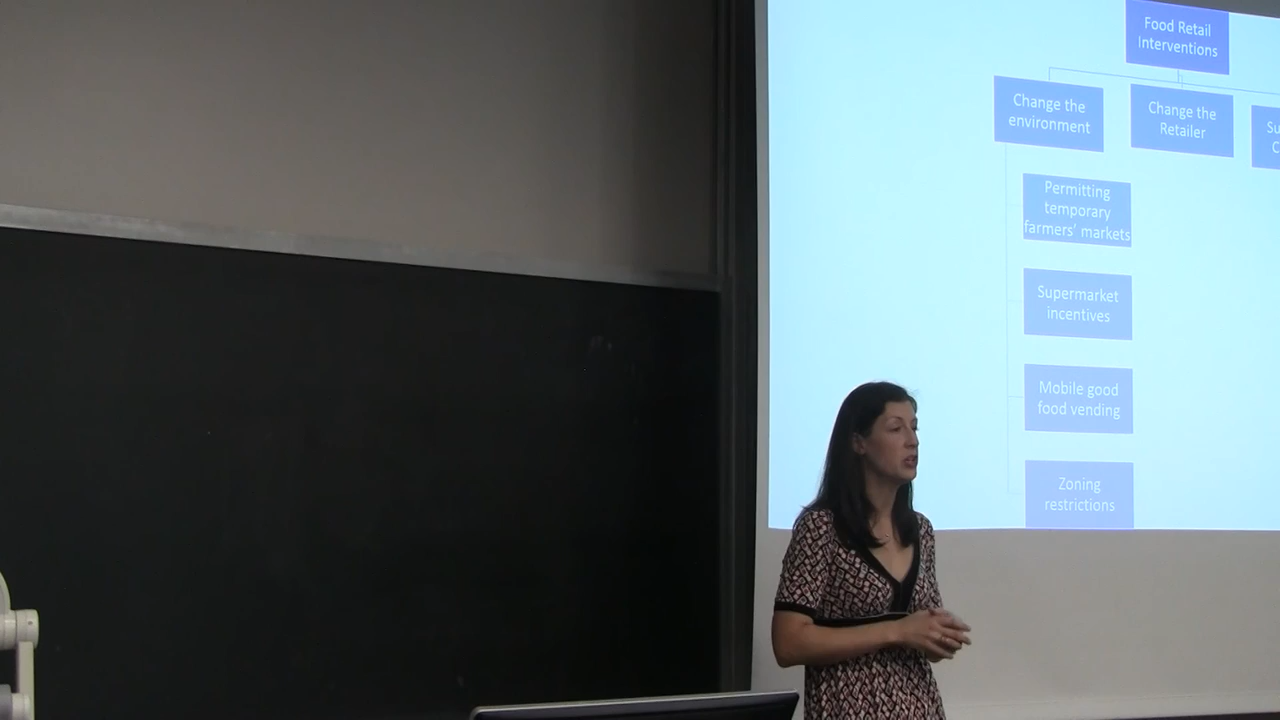 Food Retail
Interventions
Change the
environment
Change the
Retailer
Permitting
temporary
farmers' markets
Supermarket
incentives
Mobile good
food vending
Zoning
restrictions